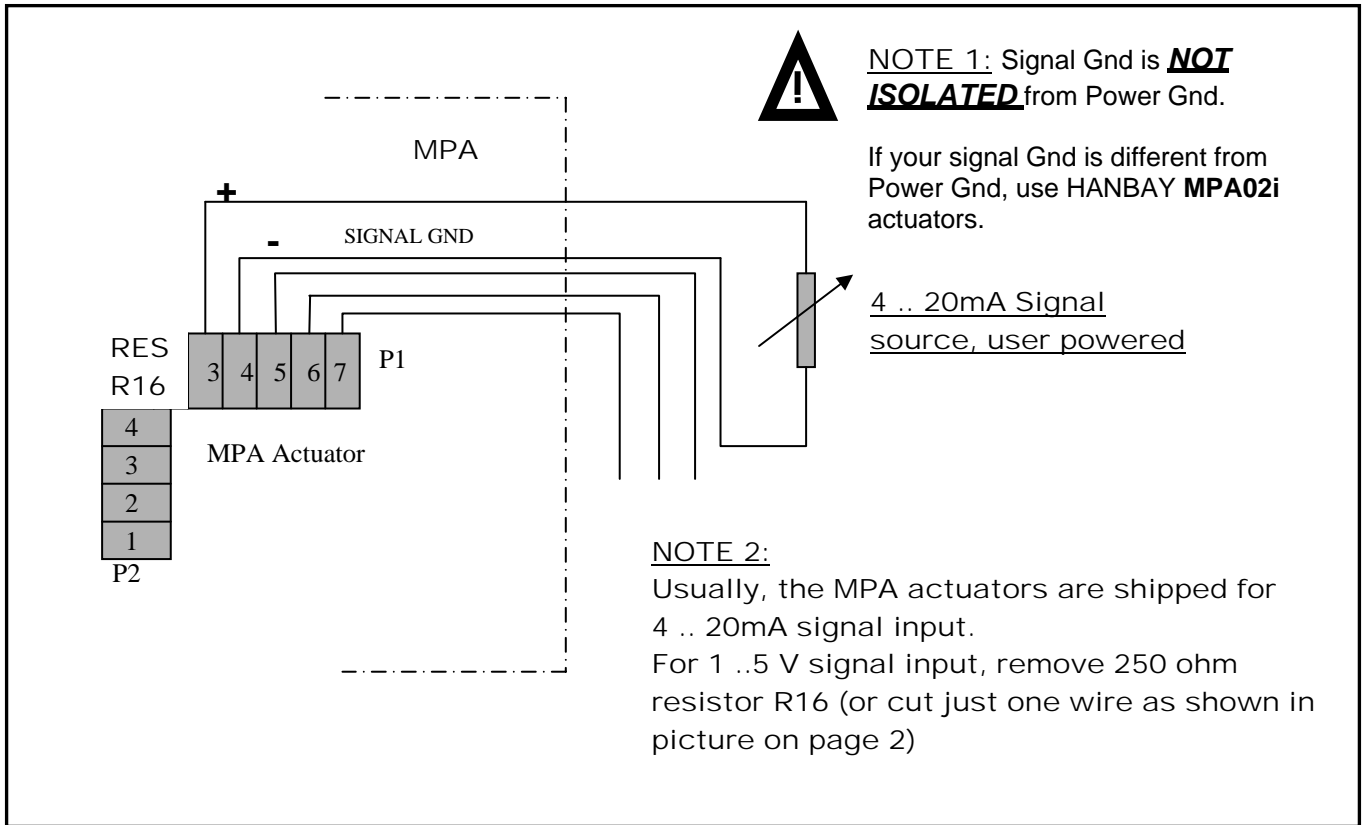 NOTE 1: Signal Gnd is NOT
ISOLATED from Power Gnd.
If your signal Gnd is different from
Power Gnd, use HANBAY MPA02i
actuators.
!
MPA
+
-
SIGNAL GND
4 .. 20mA Signal
source, user powered
RES
R16
3 4 5 6 7
P1
4
3
2
1
P2
MPA Actuator
NOTE 2:
Usually, the MPA actuators are shipped for
4 .. 20mA signal input.
For 1 ..5 V signal input, remove 250 ohm
resistor R16 (or cut just one wire as shown in
picture on page 2)